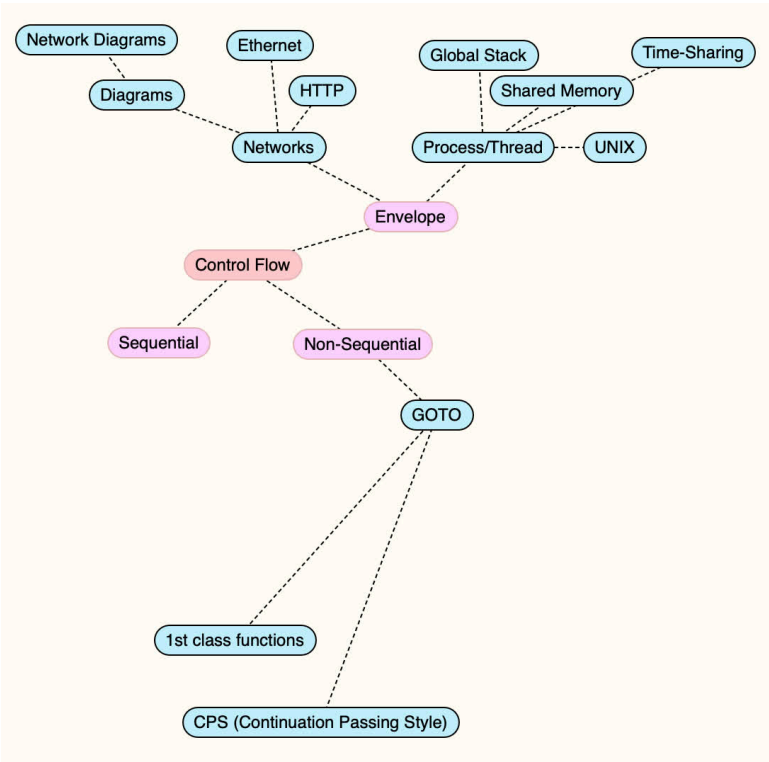 Network Diagrams
Ethernet
Global Stack
Time-Sharing
Diagrams
HTTP
Shared Memory
Networks
Process/Thread
UNIX
Envelope
Control Flow
Sequential
Non-Sequential
GOTO
1st class functions
CPS (Continuation Passing Style)